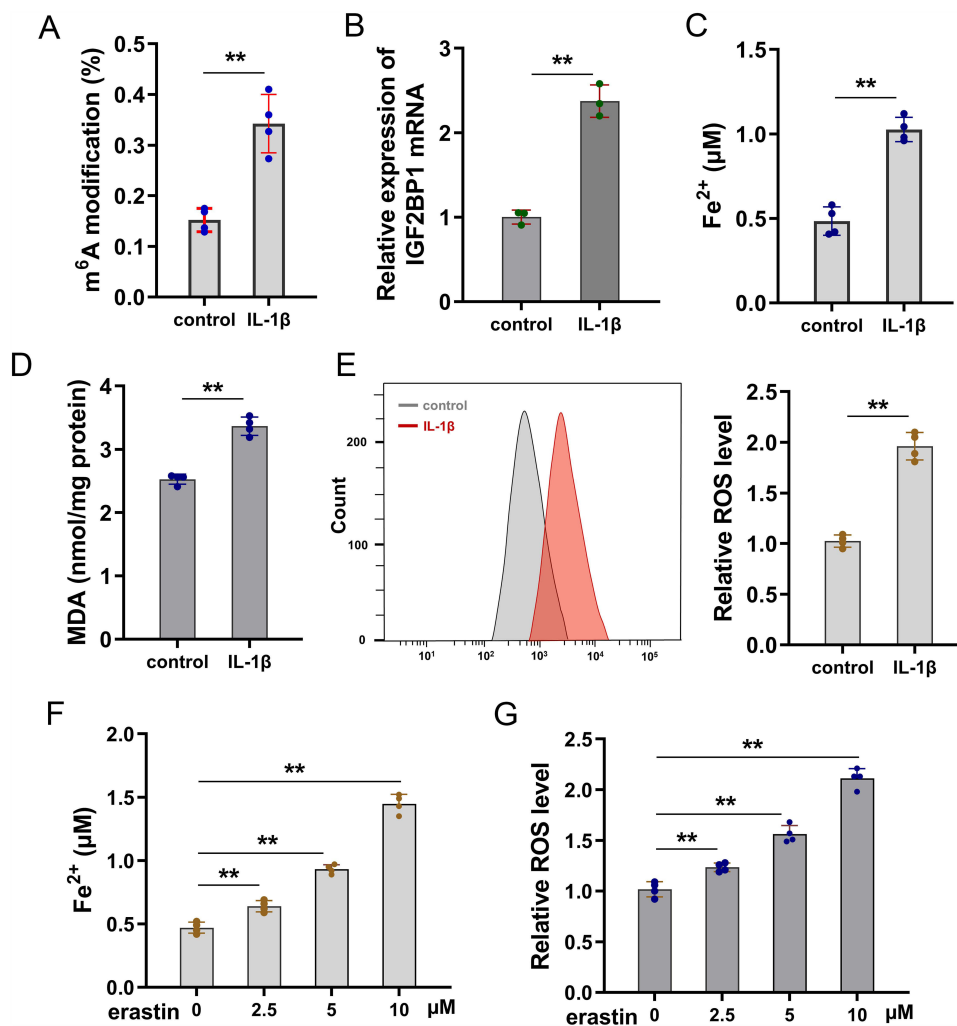 A
m⁶A modification (%)
0.5
0.4
0.3
0.2
0.1
0.0
**
control IL-1β
B
Relative expression of
IGF2BP1 mRNA
3
2
1
0
**
control IL-1β
C
Fe²⁺ (μM)
1.5
1.0
0.5
0.0
**
control IL-1β
D
MDA (nmol/mg protein)
4
3
2
1
0
**
control IL-1β
E
Count
200
100
0
control
IL-1β
10¹ 10² 10³ 10⁴ 10⁵
Relative ROS level
2.5
2.0
1.5
1.0
0.5
0.0
**
control IL-1β
F
Fe²⁺ (μM)
2.0
1.5
1.0
0.5
0.0
**
**
**
erastin 0 2.5 5 10 μM
G
Relative ROS level
2.5
2.0
1.5
1.0
0.5
0.0
**
**
**
erastin 0 2.5 5 10 μM